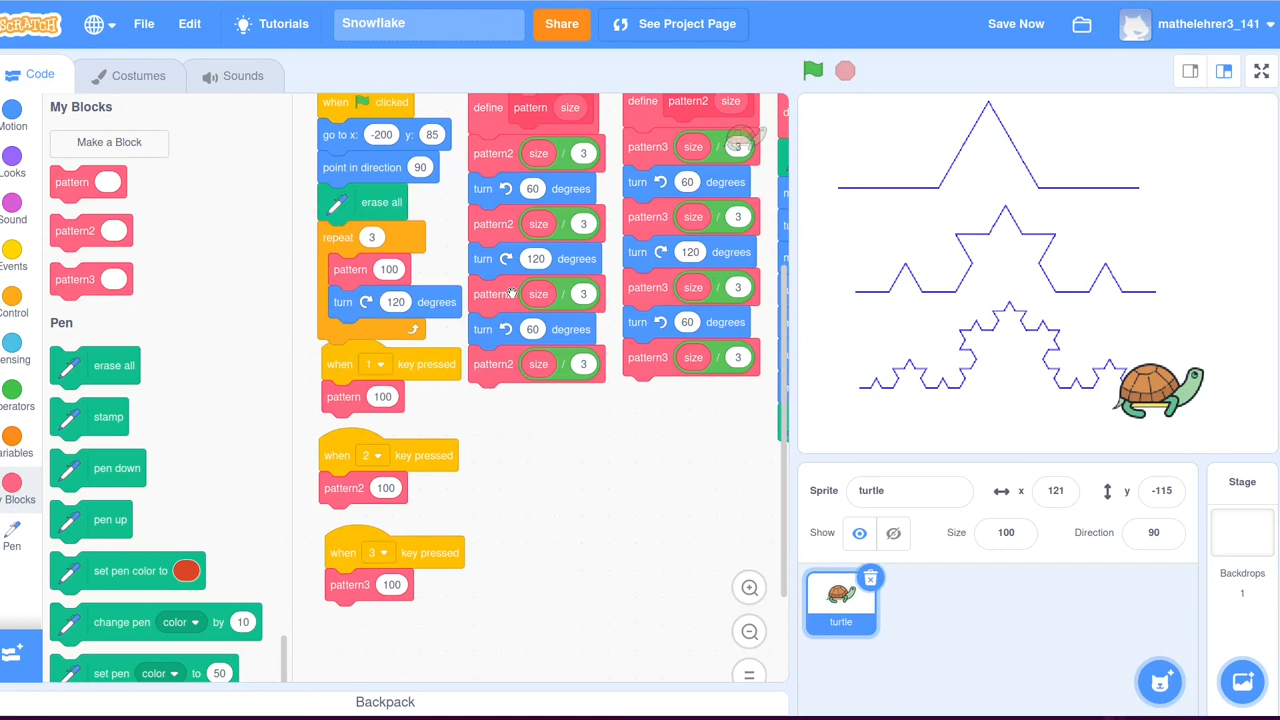 SCRATCH
File
Edit
Tutorials
Snowflake
Share
See Project Page
Save Now
mathelehrer3_141
Code
Costumes
Sounds
Motion
Looks
Sound
Events
Control
Sensing
Operators
Variables
My Blocks
Pen
My Blocks
Make a Block
pattern
pattern2
pattern3
Pen
erase all
stamp
pen down
pen up
set pen color to
change pen color by 10
set pen color to 50
when clicked
go to x: -200 y: 85
point in direction 90
erase all
repeat 3
pattern 100
turn 120 degrees
when 1 key pressed
pattern 100
when 2 key pressed
pattern2 100
when 3 key pressed
pattern3 100
define pattern size
pattern2 size / 3
turn 60 degrees
pattern2 size / 3
turn 120 degrees
pattern2 size / 3
turn 60 degrees
pattern2 size / 3
define pattern2 size
pattern3 size / 3
turn 60 degrees
pattern3 size / 3
turn 120 degrees
pattern3 size / 3
turn 60 degrees
pattern3 size / 3
Backpack
Sprite turtle x 121 y -115
Show Size 100 Direction 90
turtle
Stage
Backdrops
1